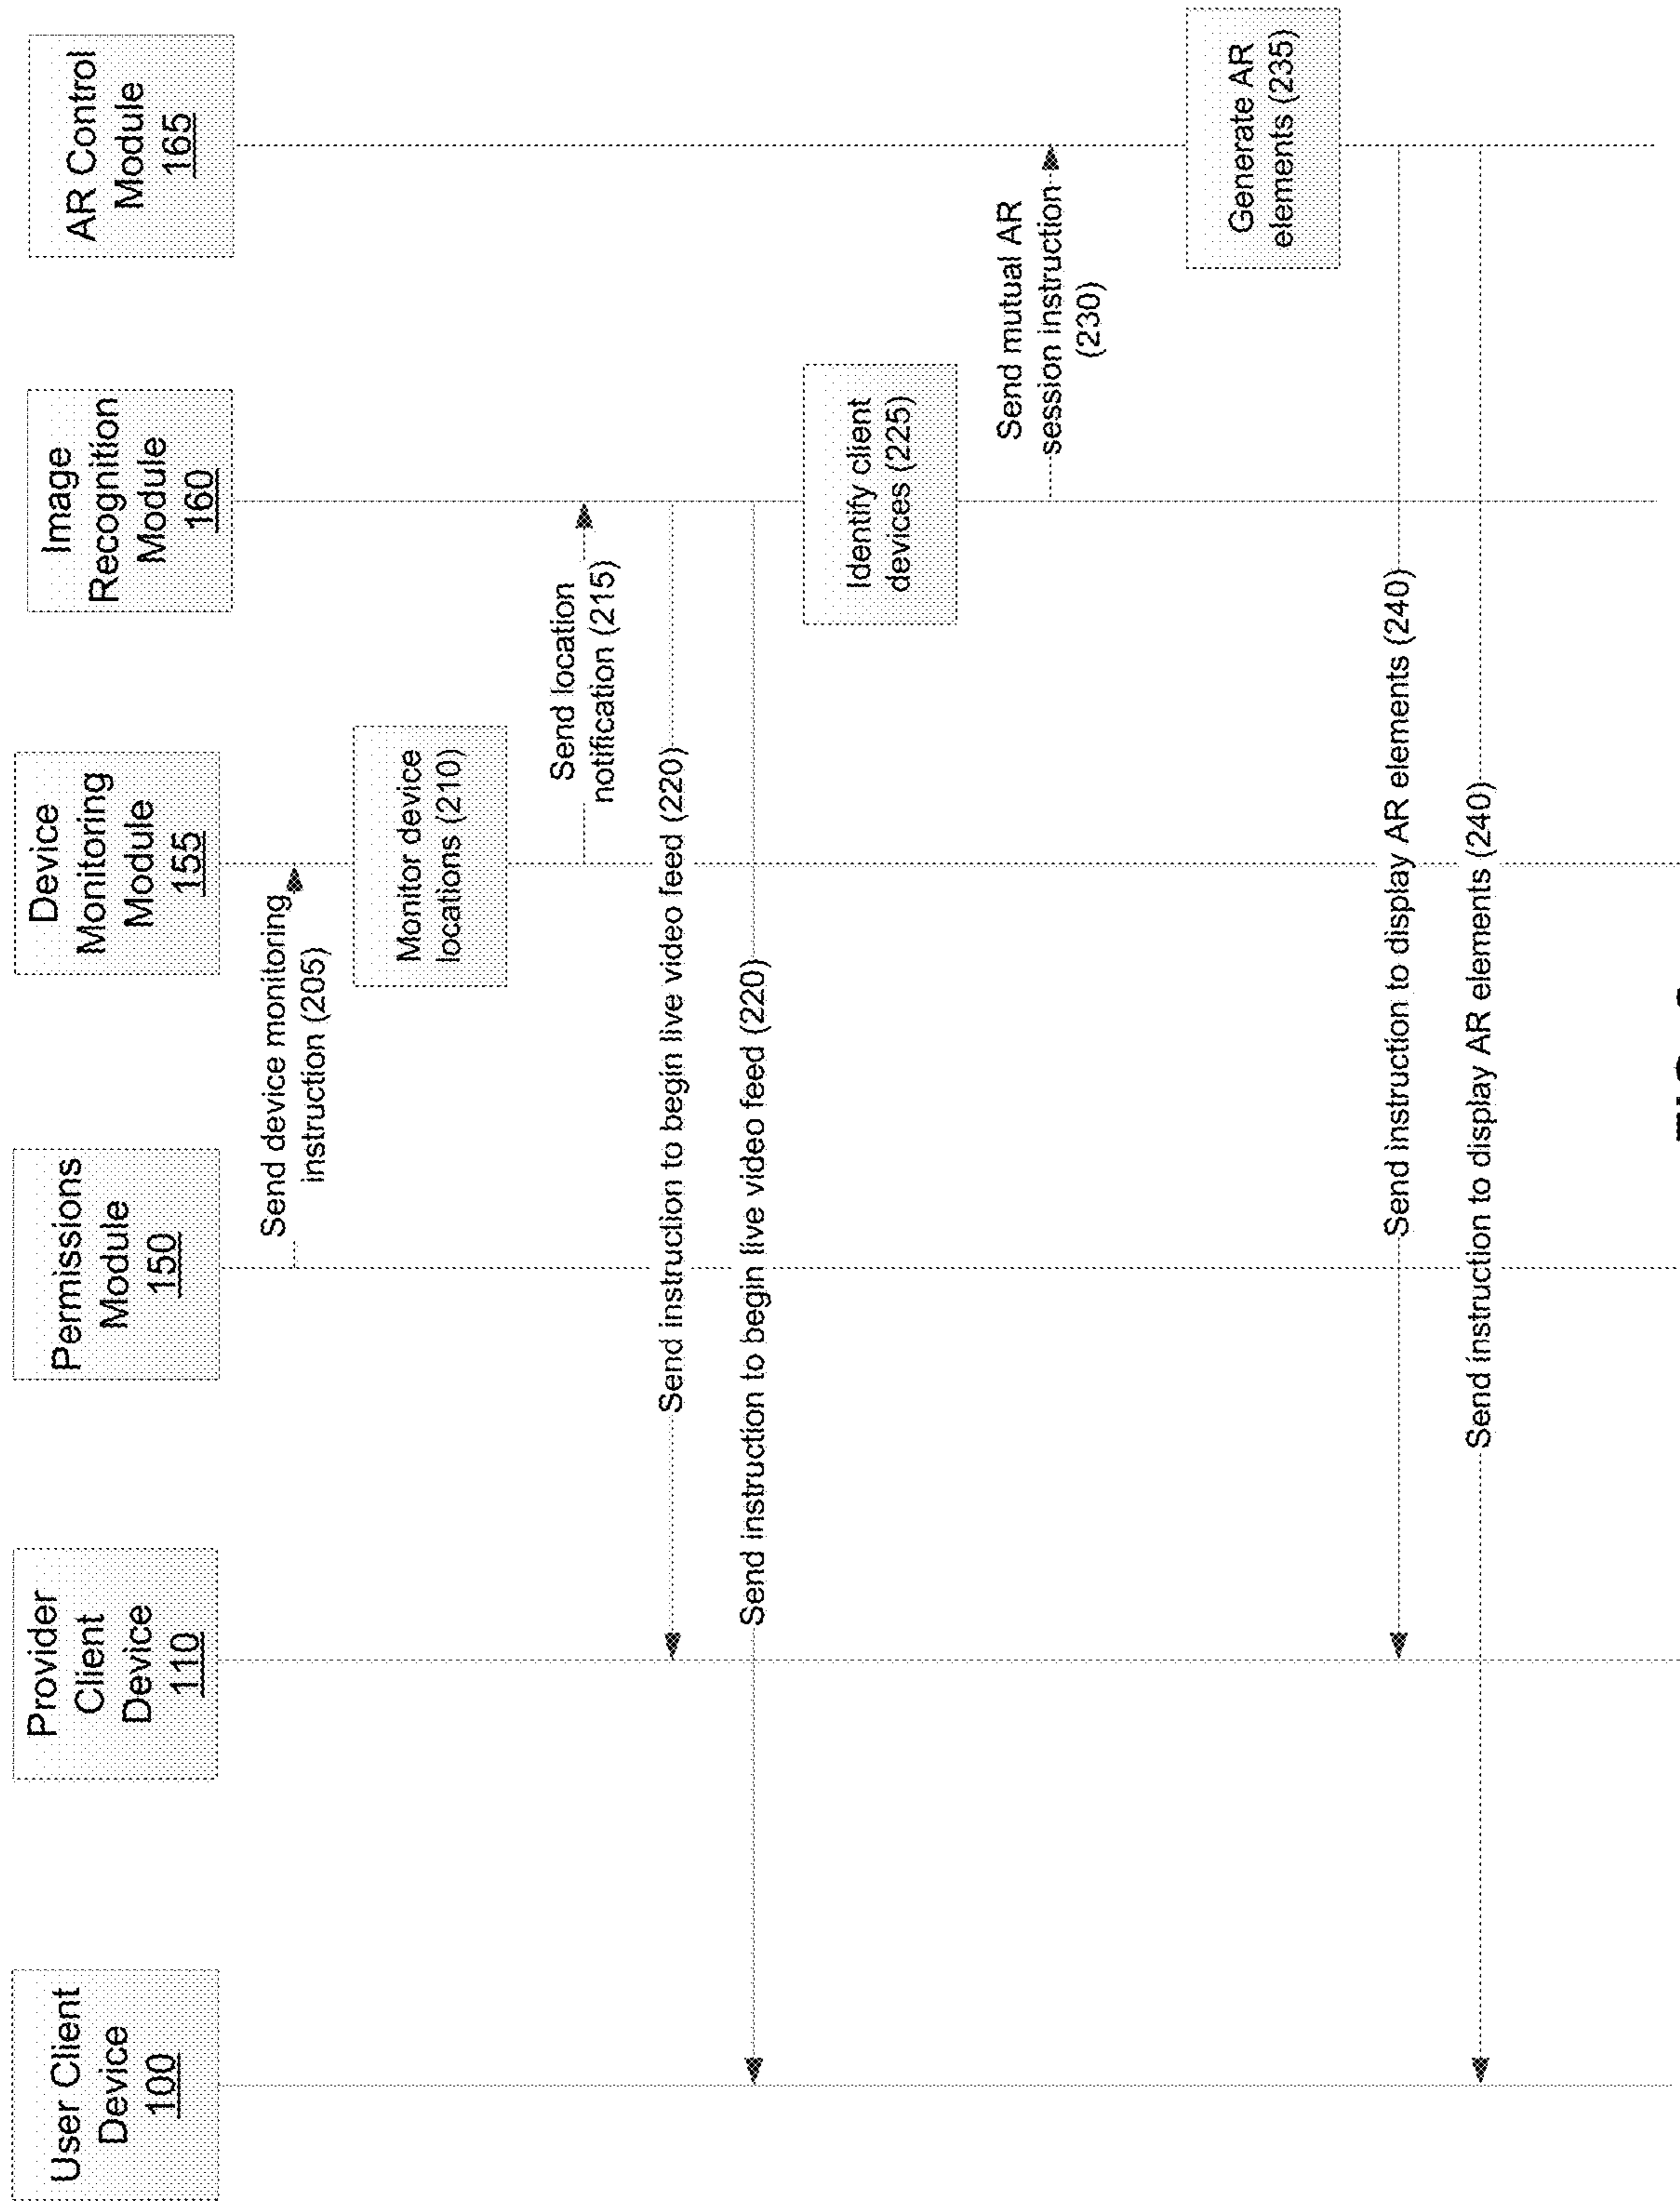 User Client
Device
100
Provider
Client
Device
110
Permissions
Module
150
Device
Monitoring
Module
155
Image
Recognition
Module
160
AR Control
Module
165
Send device monitoring
instruction (205)
Monitor device
locations (210)
Send location
notification (215)
Send instruction to begin live video feed (220)
Send instruction to begin live video feed (220)
Identify client
devices (225)
Send mutual AR
session instruction
(230)
Generate AR
elements (235)
Send instruction to display AR elements (240)
Send instruction to display AR elements (240)